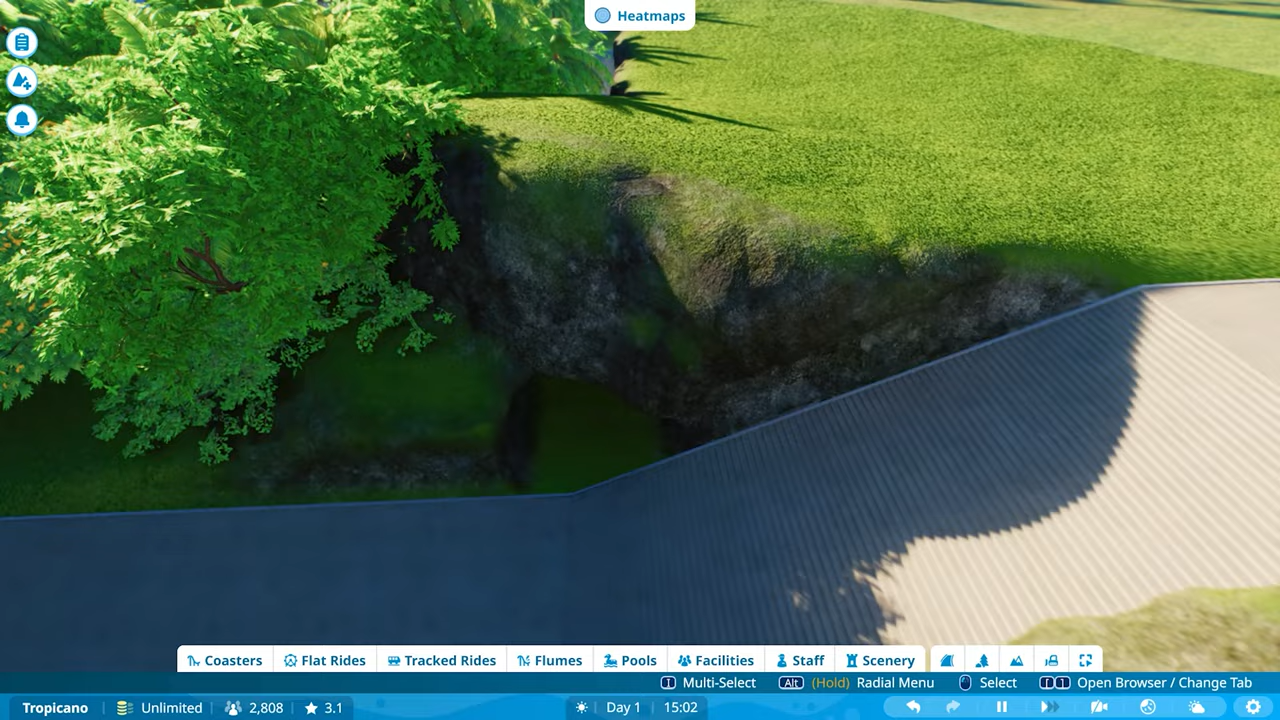 Heatmaps
Coasters Flat Rides Tracked Rides Flumes Pools Facilities Staff Scenery
I Multi-Select Alt (Hold) Radial Menu Select [ ] Open Browser / Change Tab
Tropicano Unlimited 2,808 3.1 Day 1 15:02